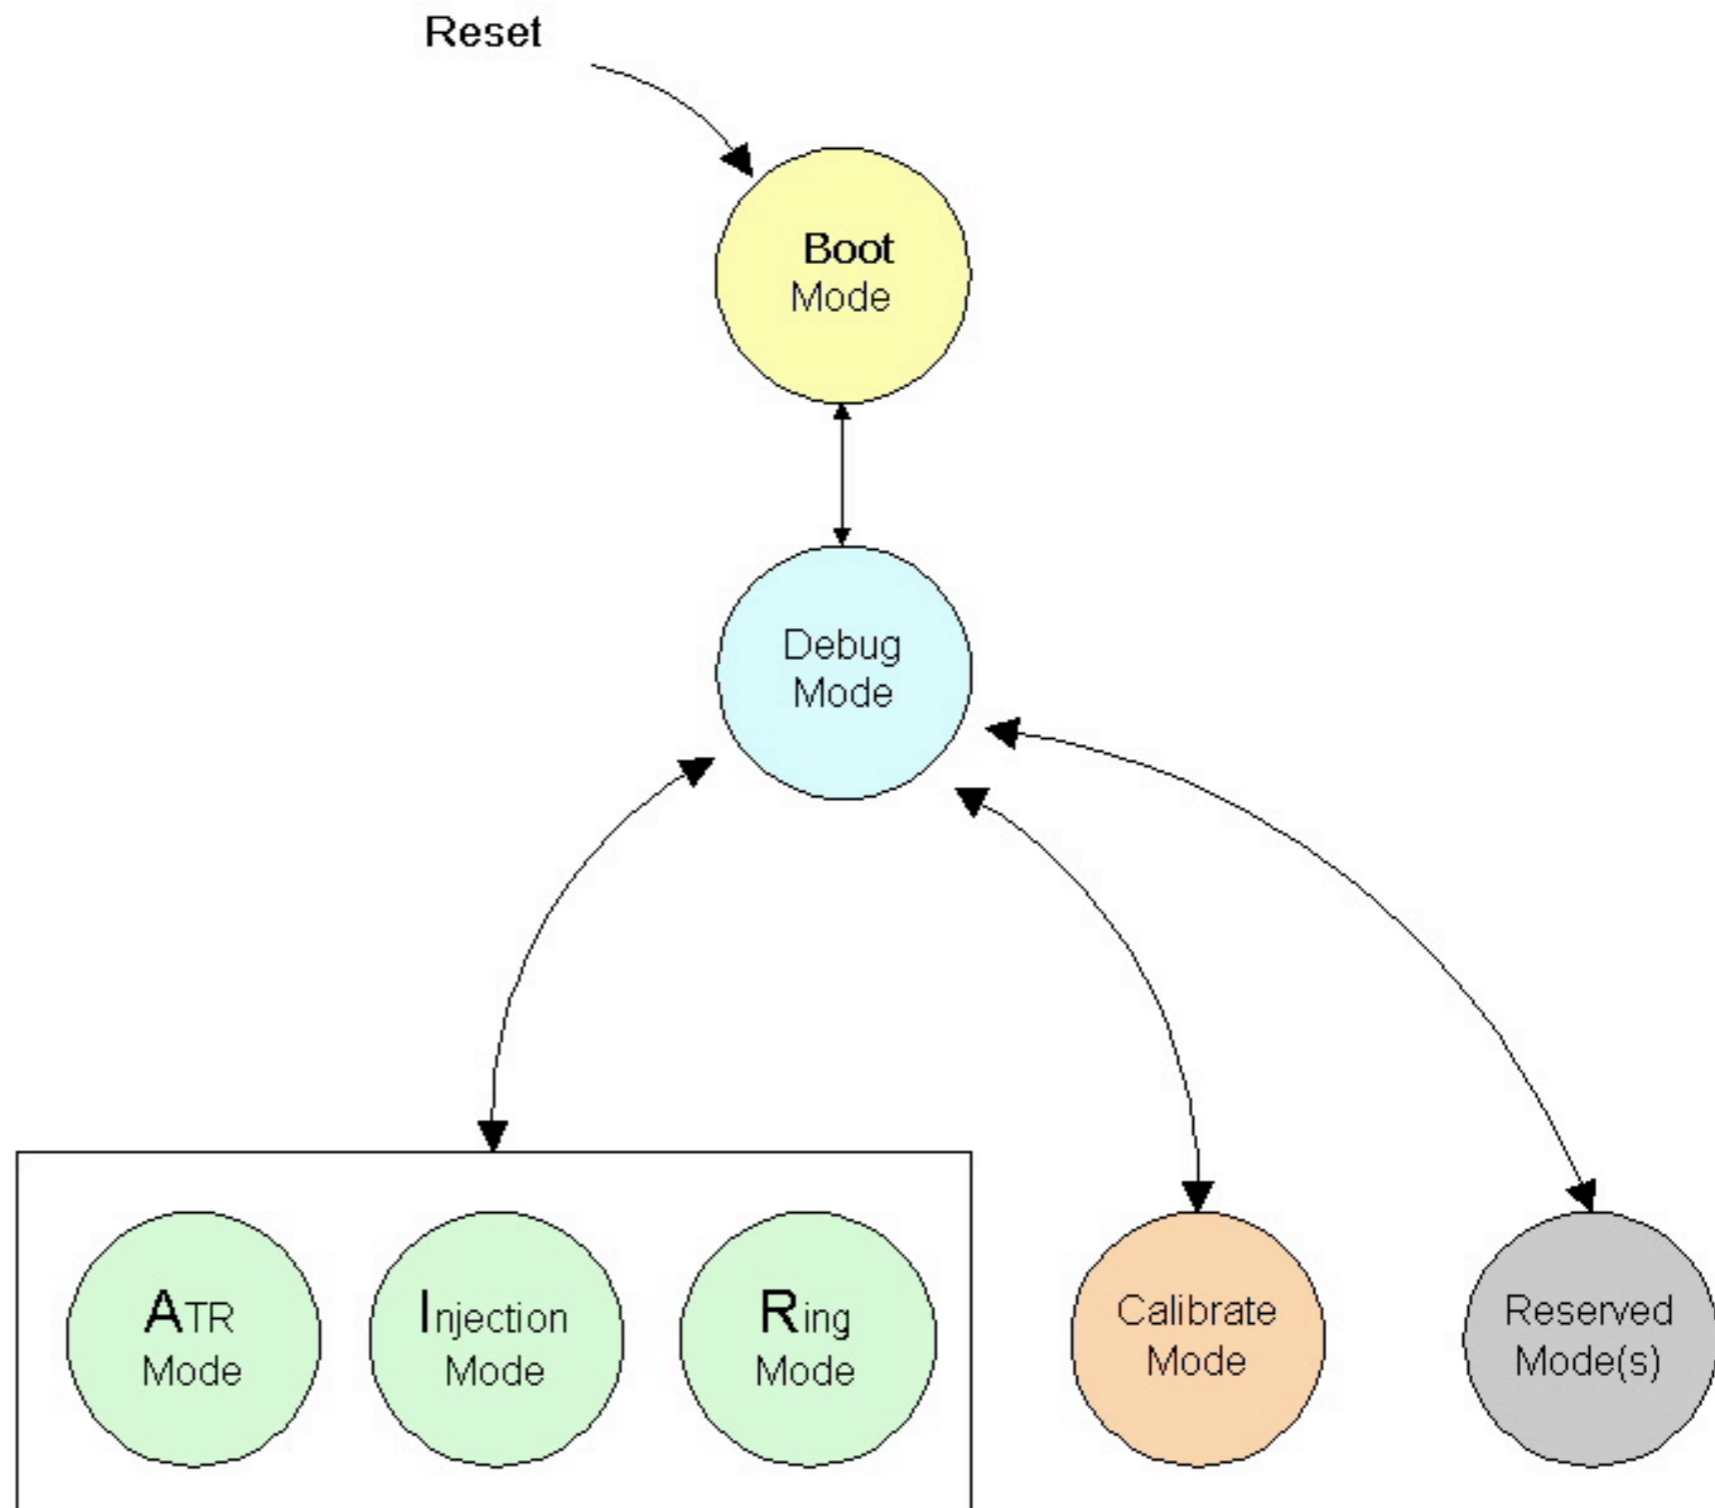 Reset
Boot
Mode
Debug
Mode
ATR
Mode
Injection
Mode
Ring
Mode
Calibrate
Mode
Reserved
Mode(s)